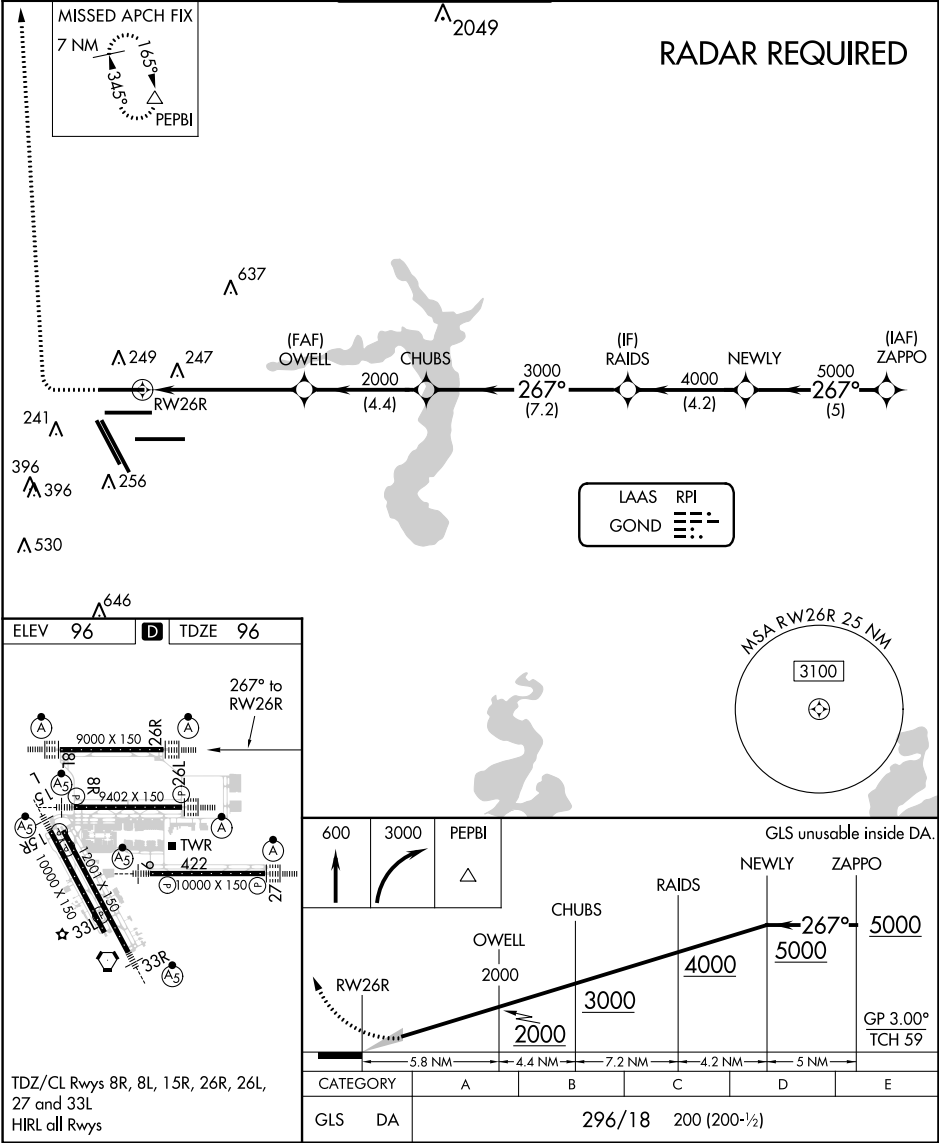 MISSED APCH FIX
7 NM
165°
345°
PEPBI
2049
RADAR REQUIRED
637
249
247
(FAF)
OWELL
CHUBS
(IF)
RAIDS
NEWLY
(IAF)
ZAPPO
2000
(4.4)
3000
267°
(7.2)
4000
(4.2)
5000
267°
(5)
RW26R
241
396
396
256
530
646
LAAS RPI
GOND
MSA RW26R 25 NM
3100
ELEV 96
D
TDZE 96
267° to
RW26R
A
A
9000 X 150
26R
8L
A5
8R
P
9402 X 150
26L
P
A
15L
A5
15R
A5
TWR
9
422
A
P
10000 X 150
P
27
10000 X 150
12001 X 150
P
P
P
33L
33R
A5
TDZ/CL Rwys 8R, 8L, 15R, 26R, 26L,
27 and 33L
HIRL all Rwys
600
3000
PEPBI
GLS unusable inside DA.
RW26R
OWELL
2000
CHUBS
RAIDS
NEWLY
ZAPPO
267°
5000
5000
4000
3000
2000
GP 3.00°
TCH 59
5.8 NM
4.4 NM
7.2 NM
4.2 NM
5 NM
CATEGORY A B C D E
GLS DA 296/18 200 (200-½)